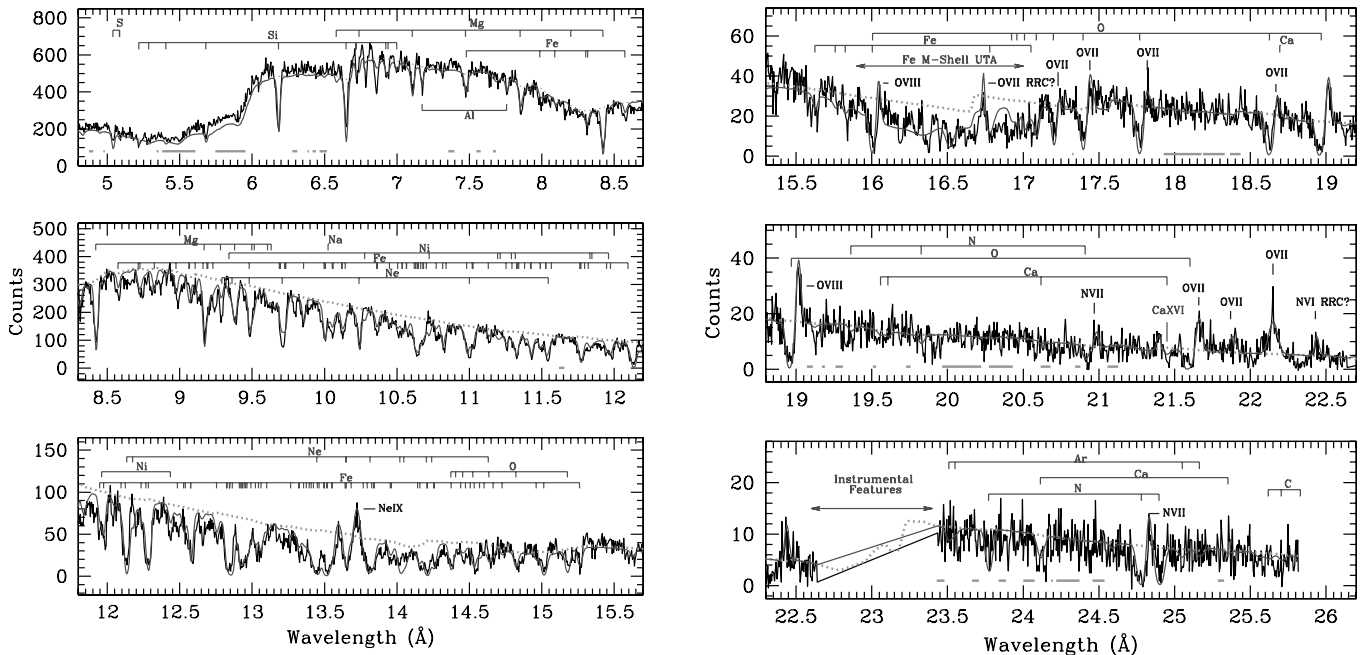 S
Si
Mg
Fe
Al
800
600
400
200
0
5
5.5
6
6.5
7
7.5
8
8.5
Mg
Na
Ni
Fe
Ne
500
400
300
200
100
0
Counts
8.5
9
9.5
10
10.5
11
11.5
12
Ne
Ni
Fe
O
NeIX
150
100
50
0
12
12.5
13
13.5
14
14.5
15
15.5
Wavelength (Å)
O
Fe
Ca
Fe M-Shell UTA
OVII
OVII
OVII
OVII
OVIII
OVII RRC?
60
40
20
0
15.5
16
16.5
17
17.5
18
18.5
19
N
O
Ca
OVIII
NVII
CaXVI
OVII
OVII
OVII
NVI RRC?
40
20
0
Counts
19
19.5
20
20.5
21
21.5
22
22.5
Ar
Ca
N
C
Instrumental
Features
NVII
20
10
0
22.5
23
23.5
24
24.5
25
25.5
26
Wavelength (Å)